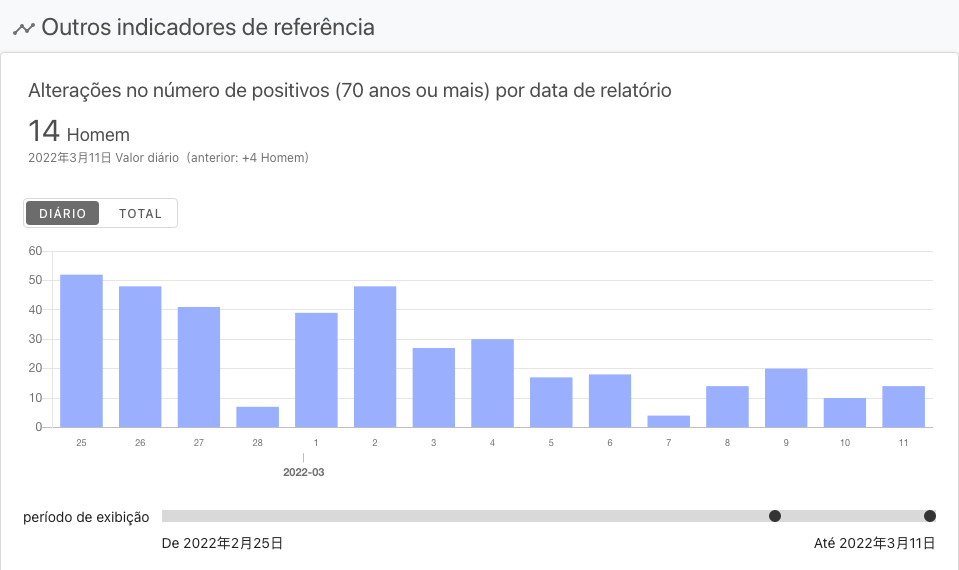 Outros indicadores de referência
Alterações no número de positivos (70 anos ou mais) por data de relatório
14 Homem
2022年3月11日 Valor diário（anterior: +4 Homem）
DIÁRIO TOTAL
60
50
40
30
20
10
0
25 26 27 28 1 2 3 4 5 6 7 8 9 10 11
2022-03
período de exibição
De 2022年2月25日 Até 2022年3月11日